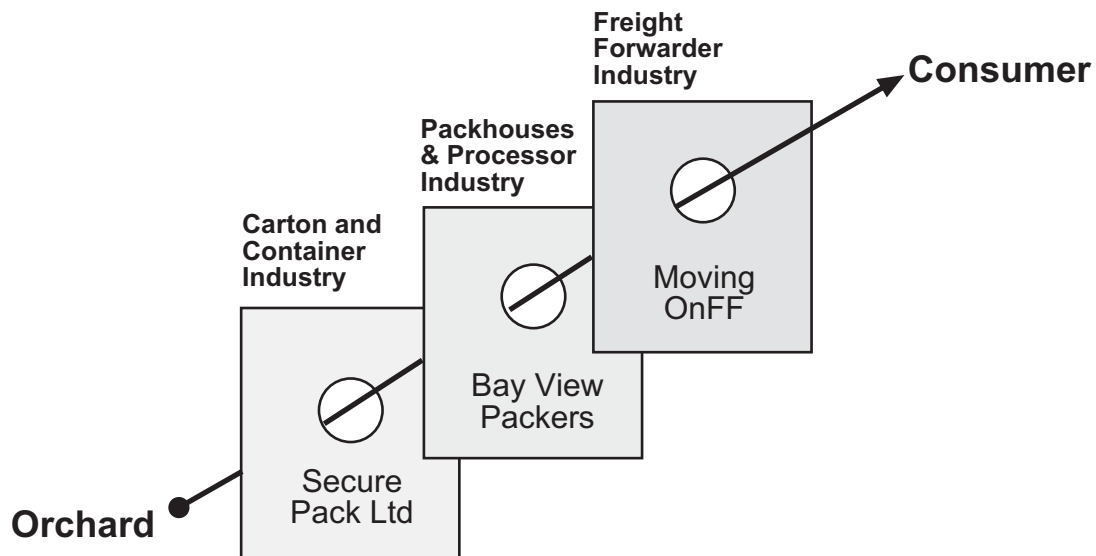 Freight
Forwarder
Industry
Consumer
Packhouses
& Processor
Industry
Carton and
Container
Industry
Moving
OnFF
Bay View
Packers
Secure
Pack Ltd
Orchard